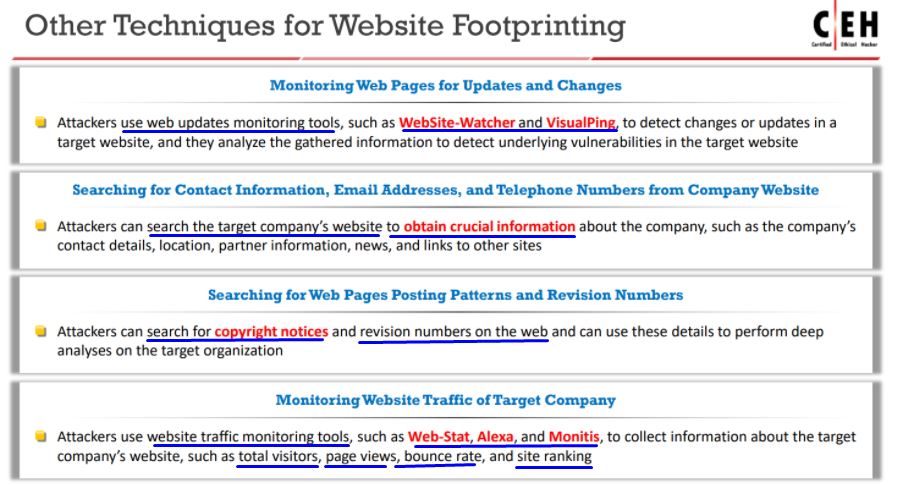 Other Techniques for Website Footprinting
C|EH
Certified Ethical Hacker
Monitoring Web Pages for Updates and Changes
Attackers use web updates monitoring tools, such as WebSite-Watcher and VisualPing, to detect changes or updates in a
target website, and they analyze the gathered information to detect underlying vulnerabilities in the target website
Searching for Contact Information, Email Addresses, and Telephone Numbers from Company Website
Attackers can search the target company's website to obtain crucial information about the company, such as the company's
contact details, location, partner information, news, and links to other sites
Searching for Web Pages Posting Patterns and Revision Numbers
Attackers can search for copyright notices and revision numbers on the web and can use these details to perform deep
analyses on the target organization
Monitoring Website Traffic of Target Company
Attackers use website traffic monitoring tools, such as Web-Stat, Alexa, and Monitis, to collect information about the target
company's website, such as total visitors, page views, bounce rate, and site ranking